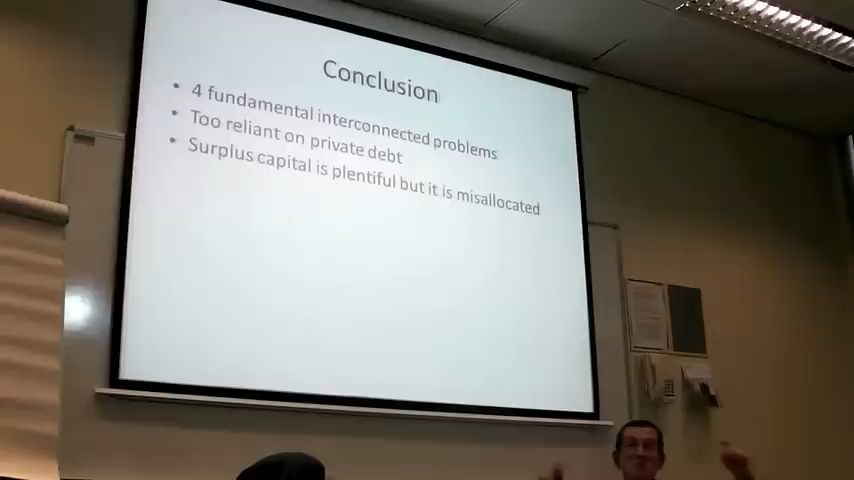 Conclusion
• 4 fundamental interconnected problems
• Too reliant on private debt
• Surplus capital is plentiful but it is misallocated